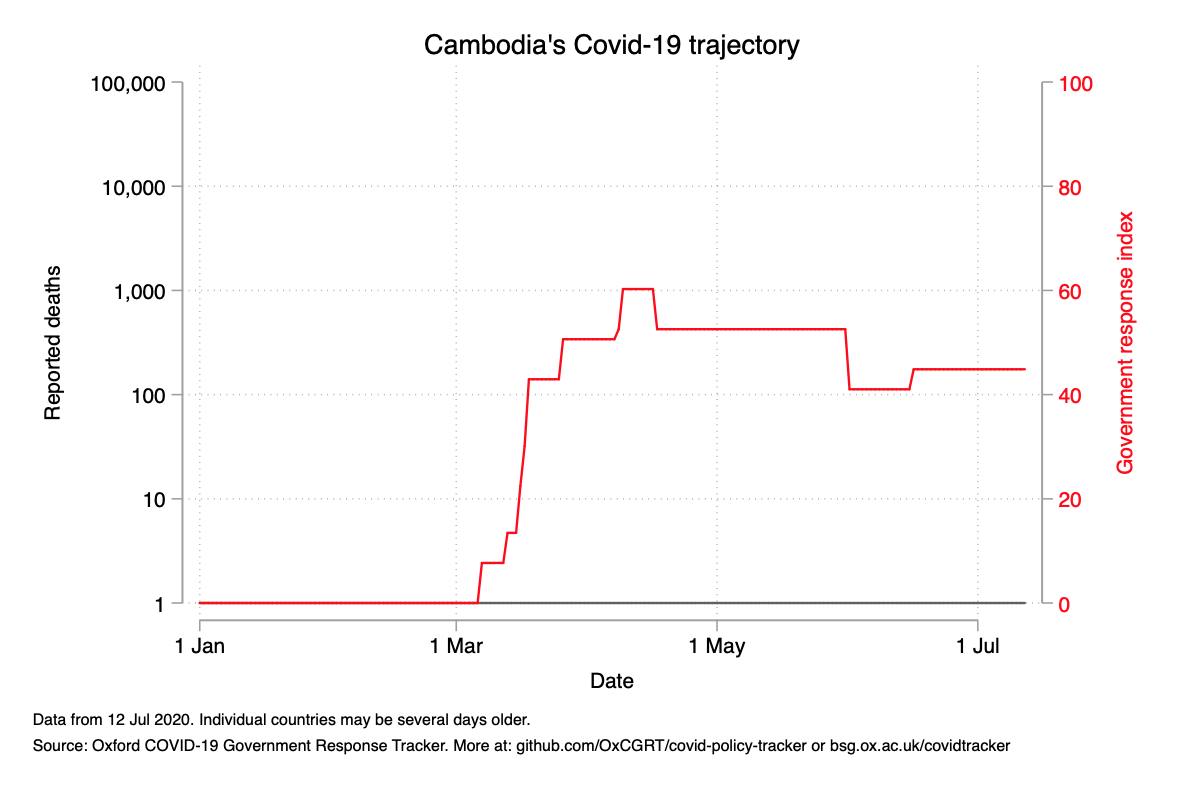 Cambodia's Covid-19 trajectory
100,000
10,000
1,000
100
10
1
Reported deaths
100
80
60
40
20
0
Government response index
1 Jan
1 Mar
1 May
1 Jul
Date
Data from 12 Jul 2020. Individual countries may be several days older.
Source: Oxford COVID-19 Government Response Tracker. More at: github.com/OxCGRT/covid-policy-tracker or bsg.ox.ac.uk/covidtracker